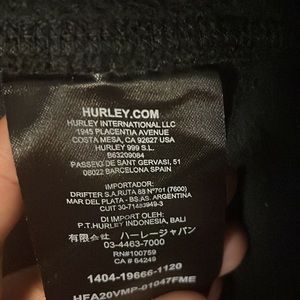 HURLEY.COM
HURLEY INTERNATIONAL LLC
1945 PLACENTIA AVENUE
COSTA MESA, CA 92627 USA
HURLEY 999 S.L.
B63209084
PASSEIG DE SANT GERVASI, 51
08022 BARCELONA SPAIN
IMPORTADOR:
DRIFTER S.A. RUTA 88 Nº701 (7600)
MAR DEL PLATA - BS.AS. ARGENTINA
CUIT 30-71483949-3
DI IMPORT OLEH:
P.T. HURLEY INDONESIA, BALI
有限会社 ハーレージャパン
03-4463-7000
RN#100759
CA # 64249
1404-19666-1120
HFA20VMP-01047FME